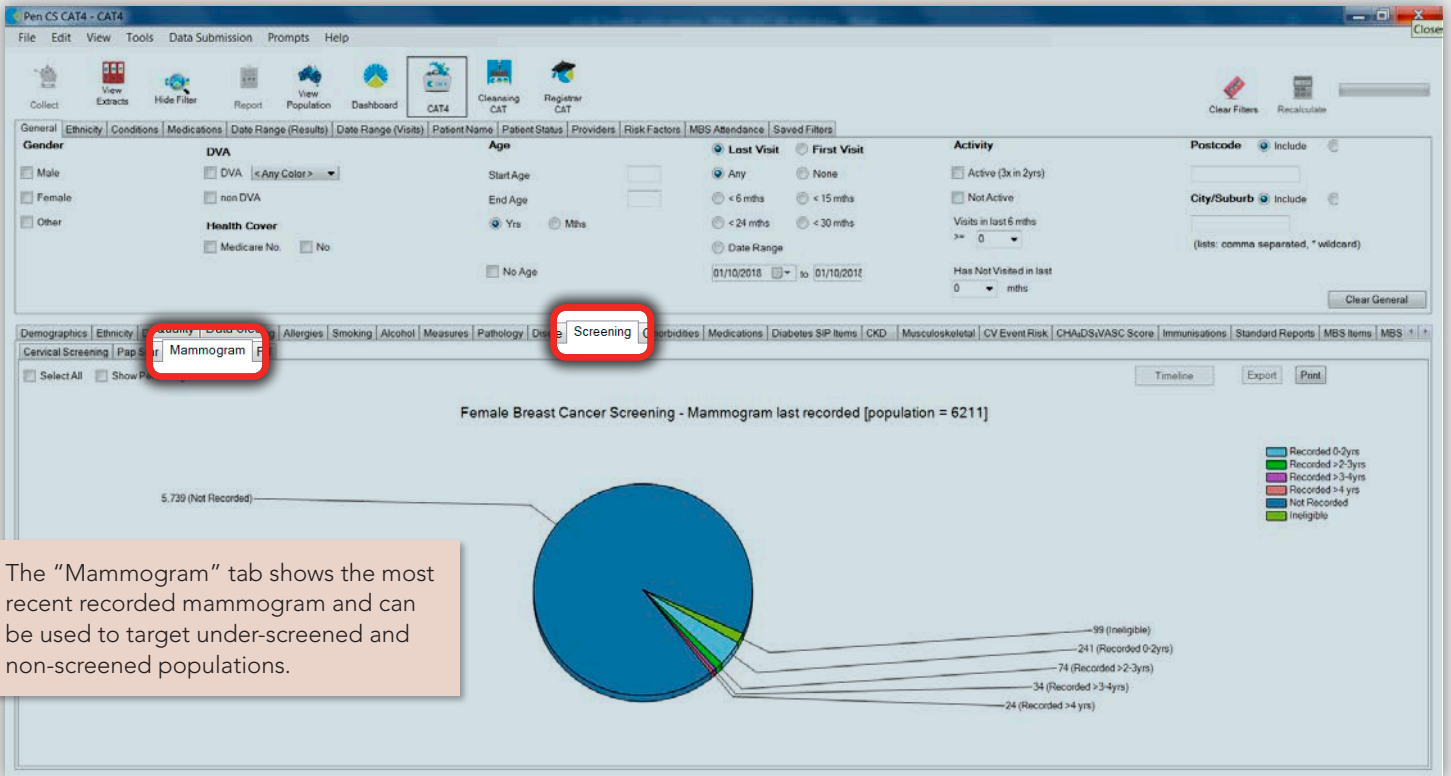 Pen CS CAT4 - CAT4
Close
File Edit View Tools Data Submission Prompts Help
Collect
View Extracts
Hide Filter
Report
View Population
Dashboard
CAT4
Cleansing CAT
Registrar CAT
Clear Filters
Recalculate
General Ethnicity Conditions Medications Date Range (Results) Date Range (Visits) Patient Name Patient Status Providers Risk Factors MBS Attendance Saved Filters
Gender
Male
Female
Other
DVA
DVA <Any Color>
non DVA
Health Cover
Medicare No. No
Age
Start Age
End Age
Yrs Mths
No Age
Last Visit First Visit
Any None
< 6 mths < 15 mths
< 24 mths < 30 mths
Date Range
01/10/2018 to 01/10/2018
Activity
Active (3x in 2yrs)
Not Active
Visits in last 6 mths
>= 0
Has Not Visited in last
0 mths
Postcode Include
City/Suburb Include
(lists: comma separated, * wildcard)
Clear General
Demographics Ethnicity Allergies Smoking Alcohol Measures Pathology Screening Medications Diabetes SIP Items CKD Musculoskeletal CV Event Risk CHA₂DS₂VASC Score Immunisations Standard Reports MBS Items MBS
Cervical Screening Pap Mammogram
Select All Show
Timeline Export Print
Female Breast Cancer Screening - Mammogram last recorded [population = 6211]
Recorded 0-2yrs
Recorded >2-3yrs
Recorded >3-4yrs
Recorded >4 yrs
Not Recorded
Ineligible
5,739 (Not Recorded)
99 (Ineligible)
241 (Recorded 0-2yrs)
74 (Recorded >2-3yrs)
34 (Recorded >3-4yrs)
24 (Recorded >4 yrs)
The “Mammogram” tab shows the most
recent recorded mammogram and can
be used to target under-screened and
non-screened populations.